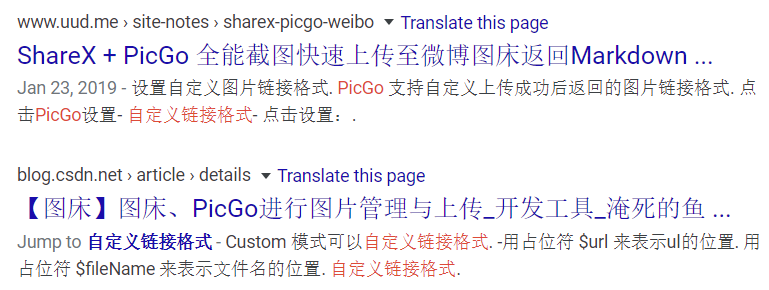 www.uud.me › site-notes › sharex-picgo-weibo ▼ Translate this page
ShareX + PicGo 全能截图快速上传至微博图床返回Markdown ...
Jan 23, 2019 - 设置自定义图片链接格式. PicGo 支持自定义上传成功后返回的图片链接格式. 点
击PicGo设置- 自定义链接格式- 点击设置：.
blog.csdn.net › article › details ▼ Translate this page
【图床】图床、PicGo进行图片管理与上传_开发工具_淹死的鱼 ...
Jump to 自定义链接格式 - Custom 模式可以自定义链接格式. -用占位符 $url 来表示ul的位置. 用
占位符 $fileName 来表示文件名的位置. 自定义链接格式.